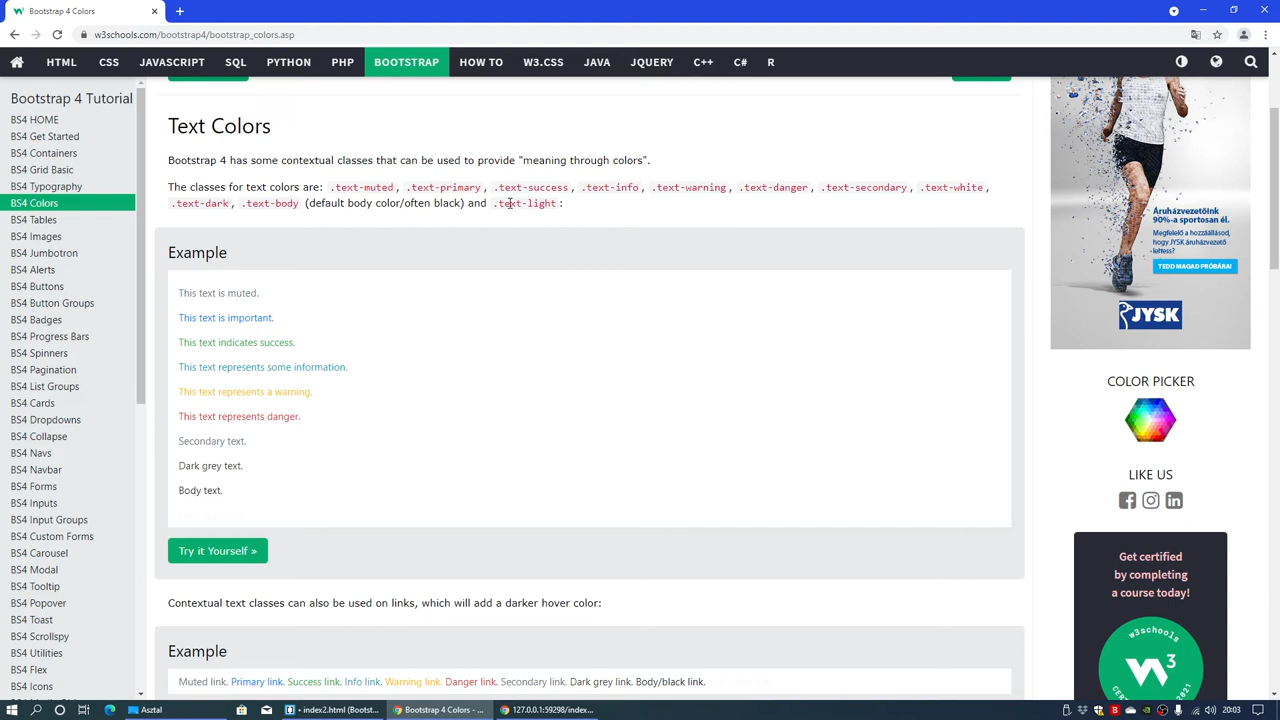 Bootstrap 4 Colors
w3schools.com/bootstrap4/bootstrap_colors.asp
HTML CSS JAVASCRIPT SQL PYTHON PHP BOOTSTRAP HOW TO W3.CSS JAVA JQUERY C++ C# R
Bootstrap 4 Tutorial
BS4 HOME
BS4 Get Started
BS4 Containers
BS4 Grid Basic
BS4 Typography
BS4 Colors
BS4 Tables
BS4 Images
BS4 Jumbotron
BS4 Alerts
BS4 Buttons
BS4 Button Groups
BS4 Badges
BS4 Progress Bars
BS4 Spinners
BS4 Pagination
BS4 List Groups
BS4 Cards
BS4 Dropdowns
BS4 Collapse
BS4 Navs
BS4 Navbar
BS4 Forms
BS4 Inputs
BS4 Input Groups
BS4 Custom Forms
BS4 Carousel
BS4 Modal
BS4 Tooltip
BS4 Popover
BS4 Toast
BS4 Scrollspy
BS4 Utilities
BS4 Flex
BS4 Icons
Text Colors
Bootstrap 4 has some contextual classes that can be used to provide "meaning through colors".
The classes for text colors are: .text-muted, .text-primary, .text-success, .text-info, .text-warning, .text-danger, .text-secondary, .text-white,
.text-dark, .text-body (default body color/often black) and .text-light:
Example
This text is muted.
This text is important.
This text indicates success.
This text represents some information.
This text represents a warning.
This text represents danger.
Secondary text.
Dark grey text.
Body text.
Try it Yourself »
Contextual text classes can also be used on links, which will add a darker hover color:
Example
Muted link. Primary link. Success link. Info link. Warning link. Danger link. Secondary link. Dark grey link. Body/black link.
Áruházvezetőink
90%-a sportosan él.
Megfelelő a hozzáállásod,
hogy JYSK áruházvezető
lehess?
TEDD MAGAD PRÓBÁRA!
JYSK
COLOR PICKER
LIKE US
Get certified
by completing
a course today!
w3schools
W3
Asztal
index2.html (Bootst...
Bootstrap 4 Colors - ...
127.0.0.1:59298/index...
20:03